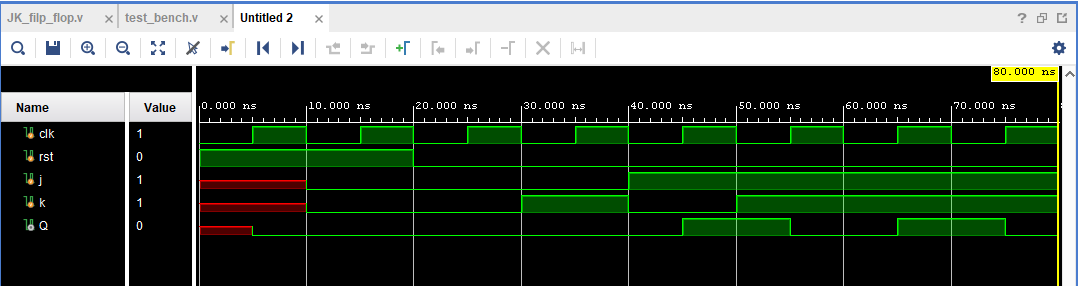 JK_filp_flop.v × test_bench.v × Untitled 2 ×
80.000 ns
Name Value 0.000 ns 10.000 ns 20.000 ns 30.000 ns 40.000 ns 50.000 ns 60.000 ns 70.000 ns
clk 1
rst 0
j 1
k 1
Q 0